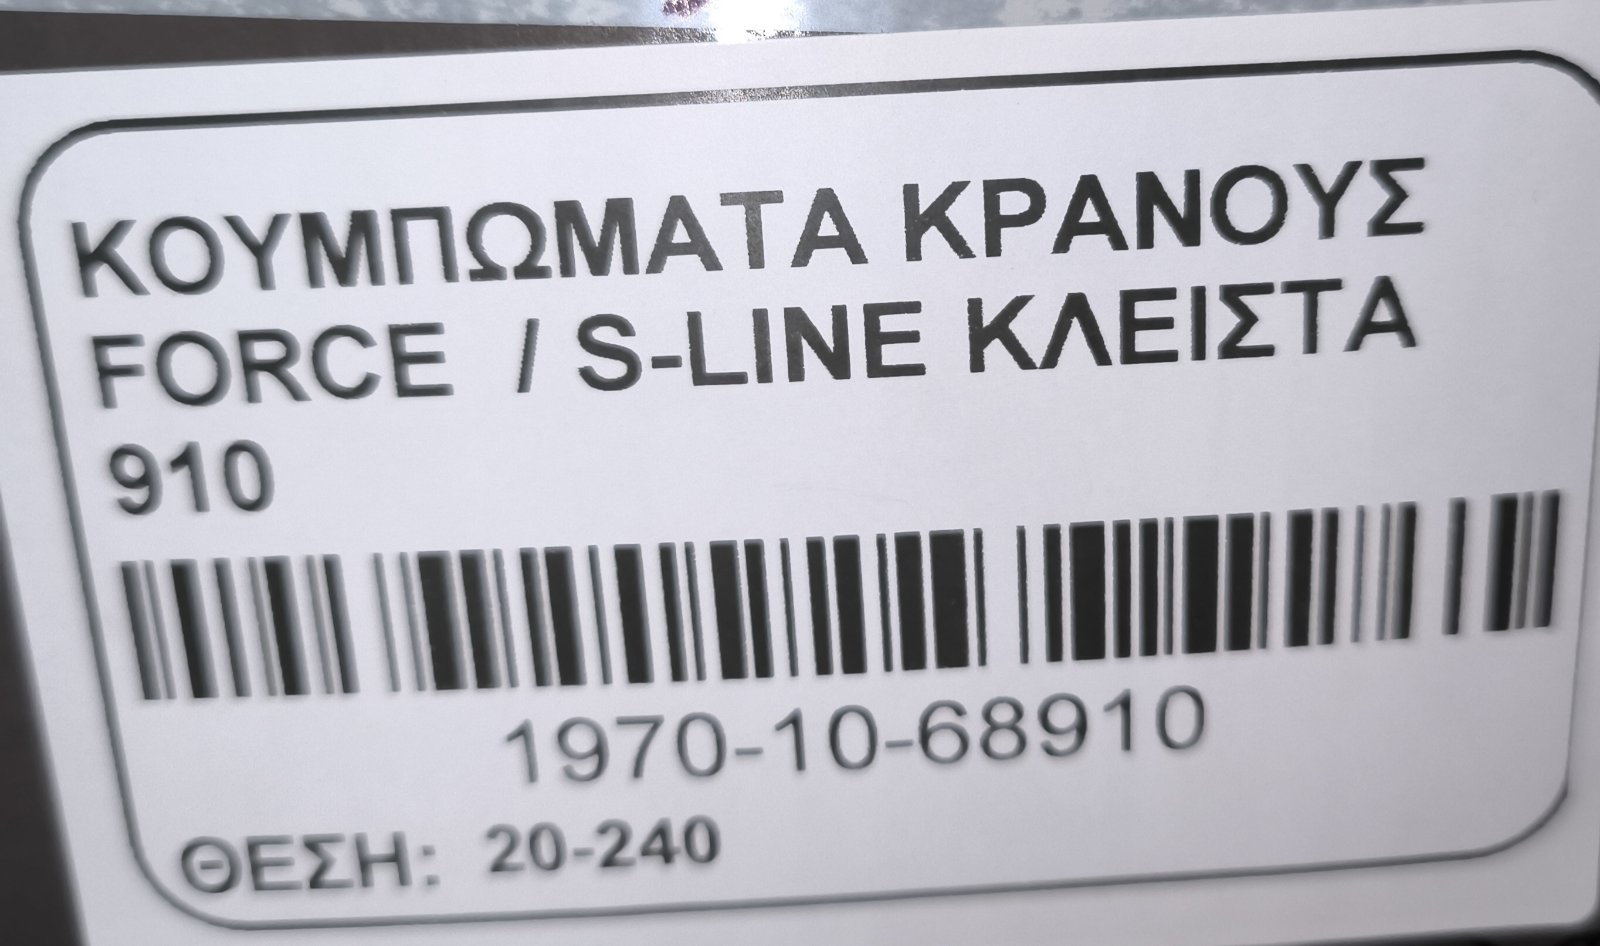 ΚΟΥΜΠΩΜΑΤΑ ΚΡΑΝΟΥΣ
FORCE / S-LINE ΚΛΕΙΣΤΑ
910
1970-10-68910
ΘΕΣΗ: 20-240